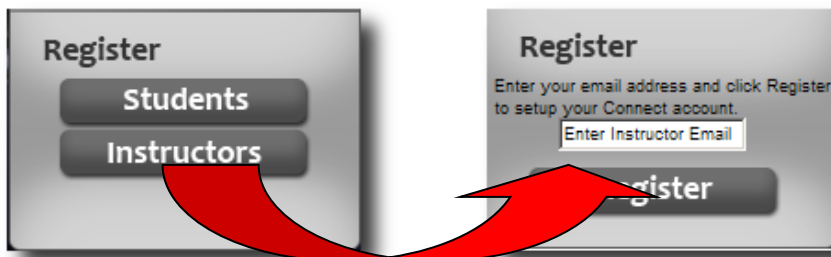 Register
Students
Instructors
Register
Enter your email address and click Register
to setup your Connect account.
Enter Instructor Email
Register